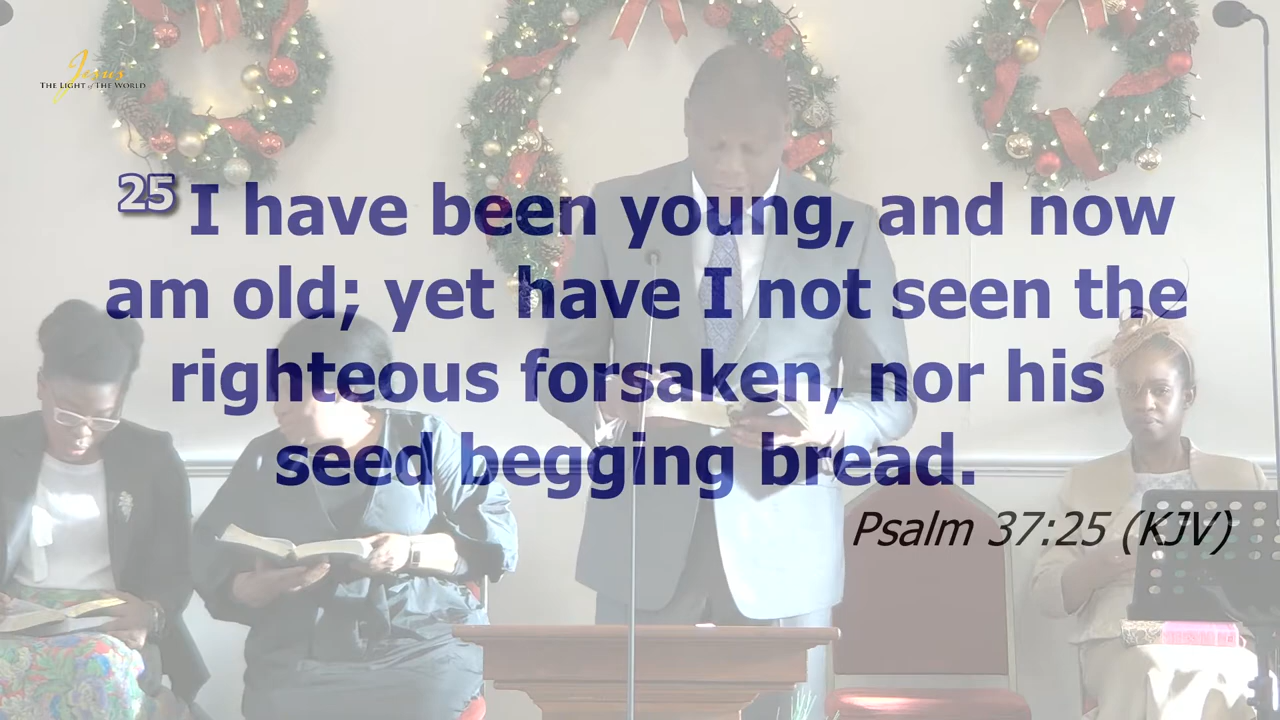 Jesus
THE LIGHT of THE WORLD
25 I have been young, and now
am old; yet have I not seen the
righteous forsaken, nor his
seed begging bread.
Psalm 37:25 (KJV)